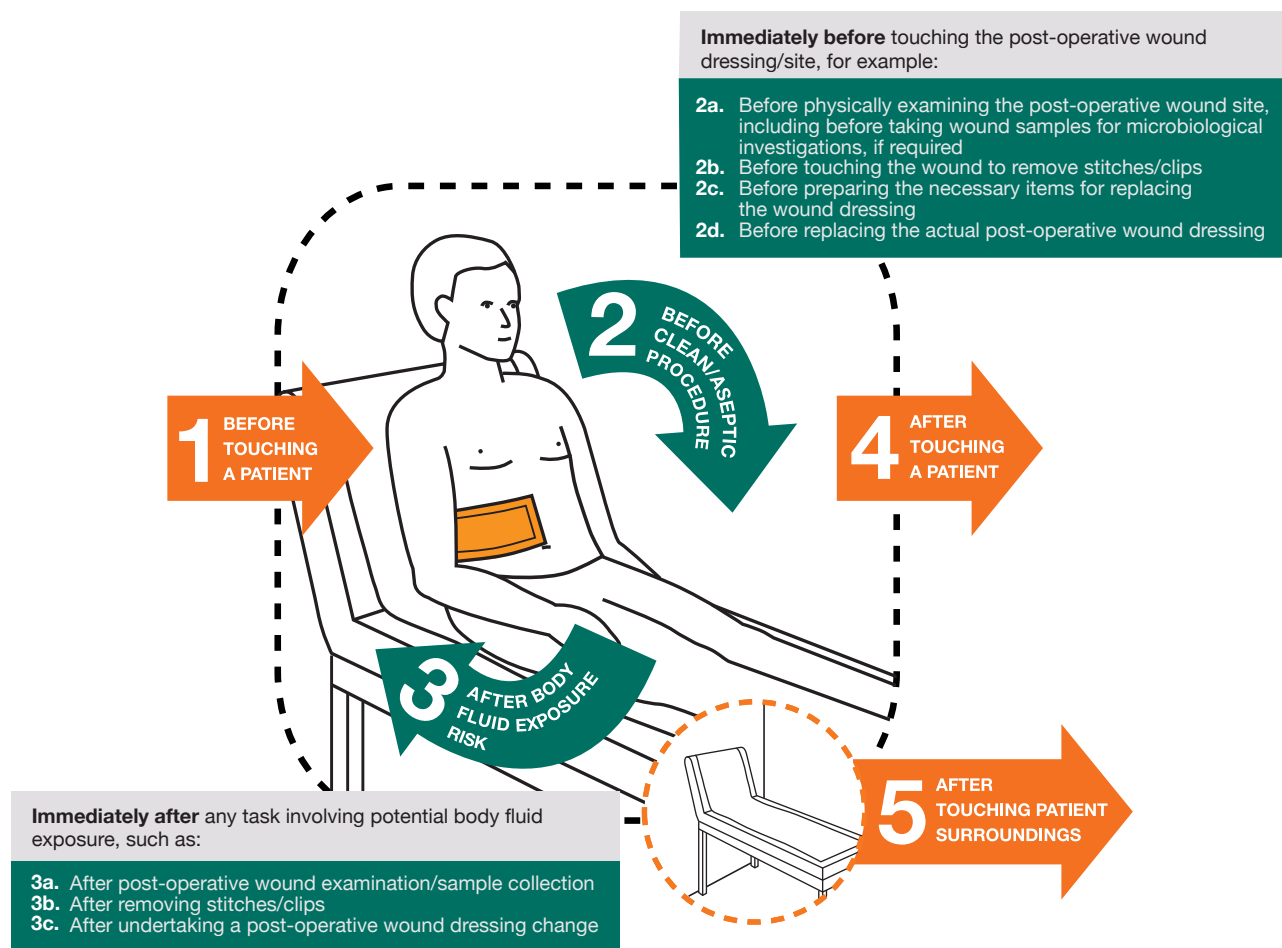 Immediately before touching the post-operative wound
dressing/site, for example:
2a. Before physically examining the post-operative wound site,
including before taking wound samples for microbiological
investigations, if required
2b. Before touching the wound to remove stitches/clips
2c. Before preparing the necessary items for replacing
the wound dressing
2d. Before replacing the actual post-operative wound dressing
1
BEFORE
TOUCHING
A PATIENT
2
BEFORE
CLEAN/ASEPTIC
PROCEDURE
4
AFTER
TOUCHING
A PATIENT
3
AFTER BODY
FLUID EXPOSURE
RISK
5
AFTER
TOUCHING PATIENT
SURROUNDINGS
Immediately after any task involving potential body fluid
exposure, such as:
3a. After post-operative wound examination/sample collection
3b. After removing stitches/clips
3c. After undertaking a post-operative wound dressing change